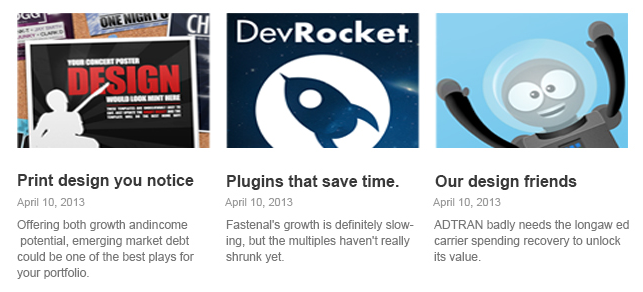 ONE NIGHT O
CH
YOUR CONCERT POSTER
DESIGN
WOULD LOOK MINT HERE
DevRocket
Print design you notice
April 10, 2013
Offering both growth andincome
potential, emerging market debt
could be one of the best plays for
your portfolio.
Plugins that save time.
April 10, 2013
Fastenal's growth is definitely slow-
ing, but the multiples haven't really
shrunk yet.
Our design friends
April 10, 2013
ADTRAN badly needs the longaw ed
carrier spending recovery to unlock
its value.